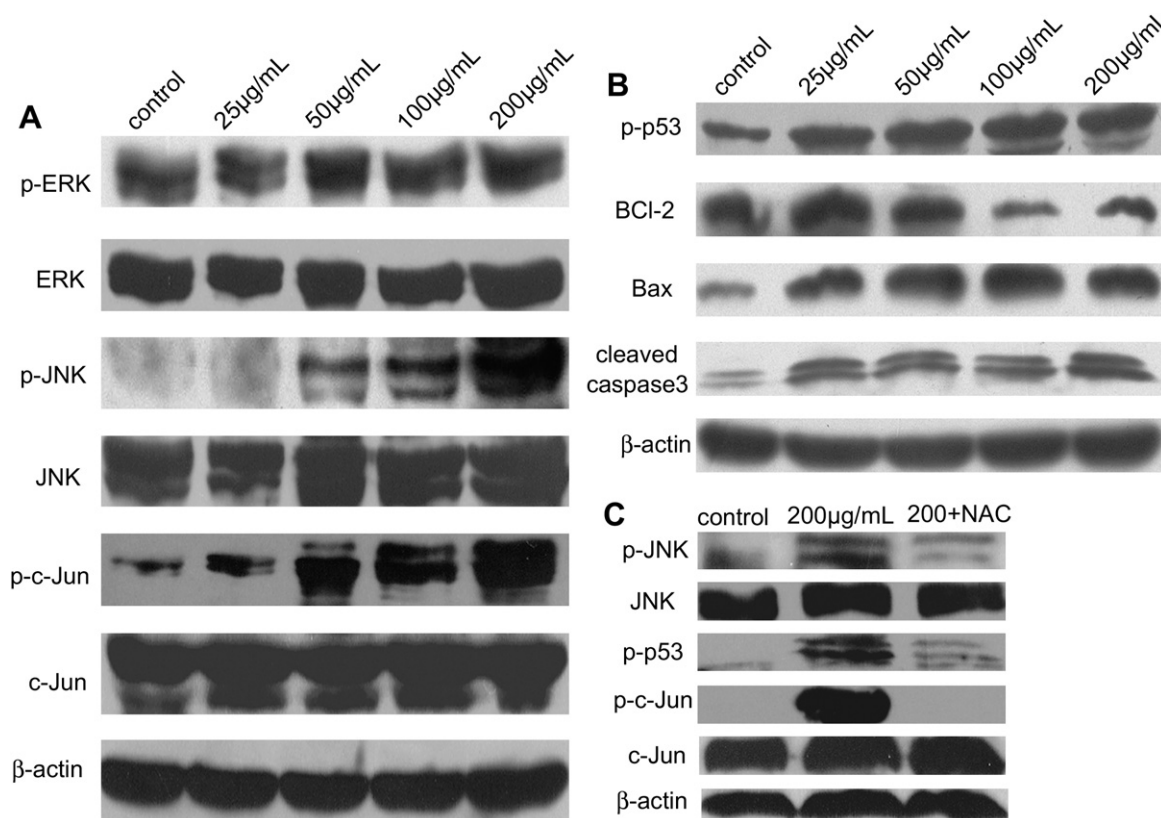 A
control 25μg/mL 50μg/mL 100μg/mL 200μg/mL
p-ERK
ERK
p-JNK
JNK
p-c-Jun
c-Jun
β-actin
B
control 25μg/mL 50μg/mL 100μg/mL 200μg/ml
p-p53
BCl-2
Bax
cleaved
caspase3
β-actin
C
control 200μg/mL 200+NAC
p-JNK
JNK
p-p53
p-c-Jun
c-Jun
β-actin